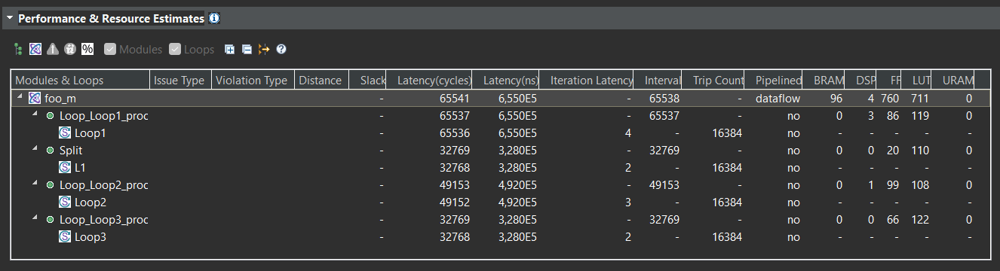 Performance & Resource Estimates
% Modules Loops
Modules & Loops Issue Type Violation Type Distance Slack Latency(cycles) Latency(ns) Iteration Latency Interval Trip Count Pipelined BRAM DSP FF LUT URAM
foo_m - 65541 6,550E5 - 65538 - dataflow 96 4 760 711 0
Loop_Loop1_proc - 65537 6,550E5 - 65537 - no 0 3 86 119 0
Loop1 - 65536 6,550E5 4 - 16384 no - - - - -
Split - 32769 3,280E5 - 32769 - no 0 0 20 110 0
L1 - 32768 3,280E5 2 - 16384 no - - - - -
Loop_Loop2_proc - 49153 4,920E5 - 49153 - no 0 1 99 108 0
Loop2 - 49152 4,920E5 3 - 16384 no - - - - -
Loop_Loop3_proc - 32769 3,280E5 - 32769 - no 0 0 66 122 0
Loop3 - 32768 3,280E5 2 - 16384 no - - - - -